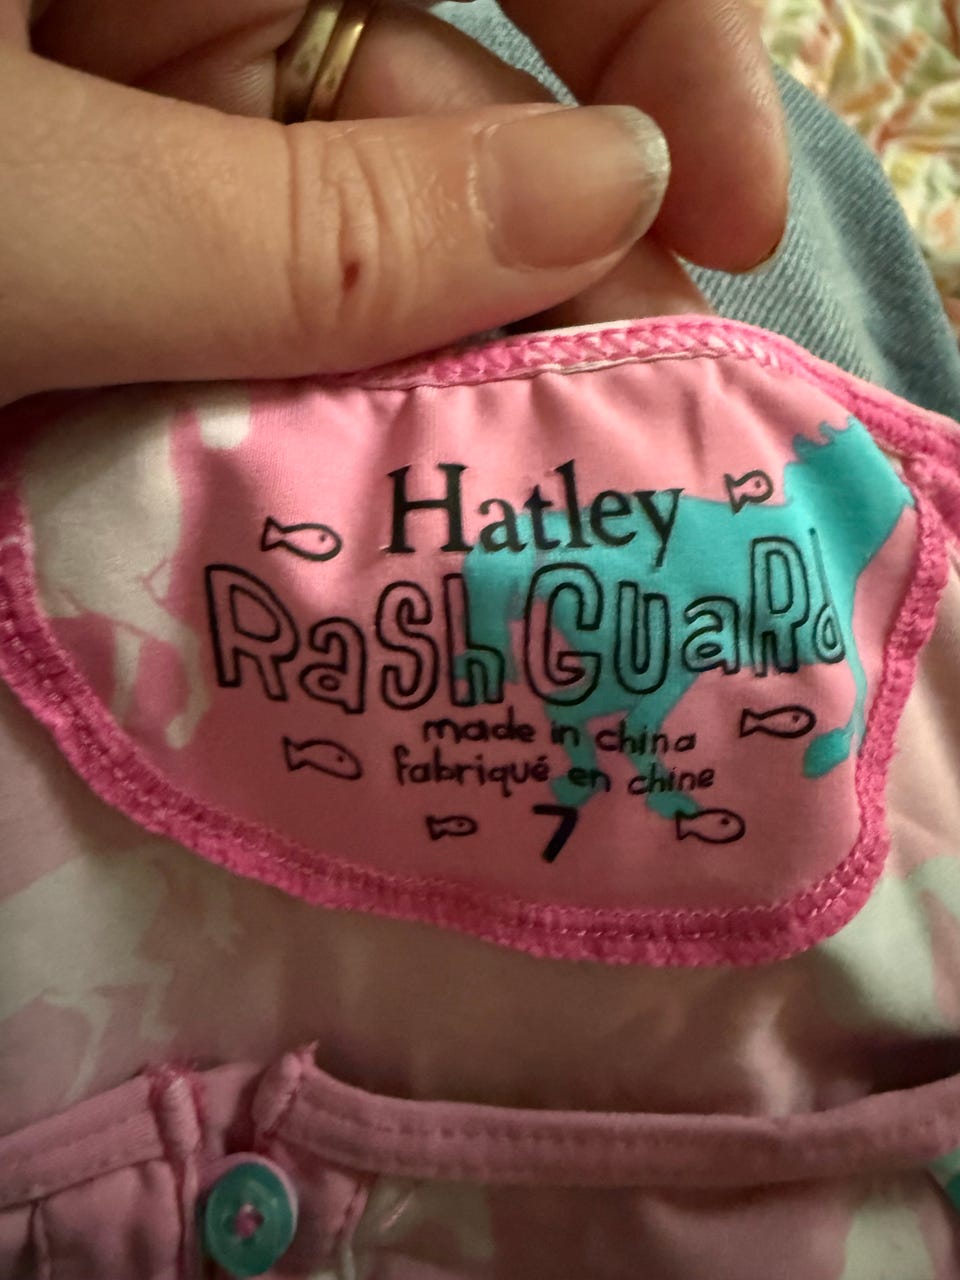 Hatley
RashGuaRd
made in china
fabriqué en chine
7